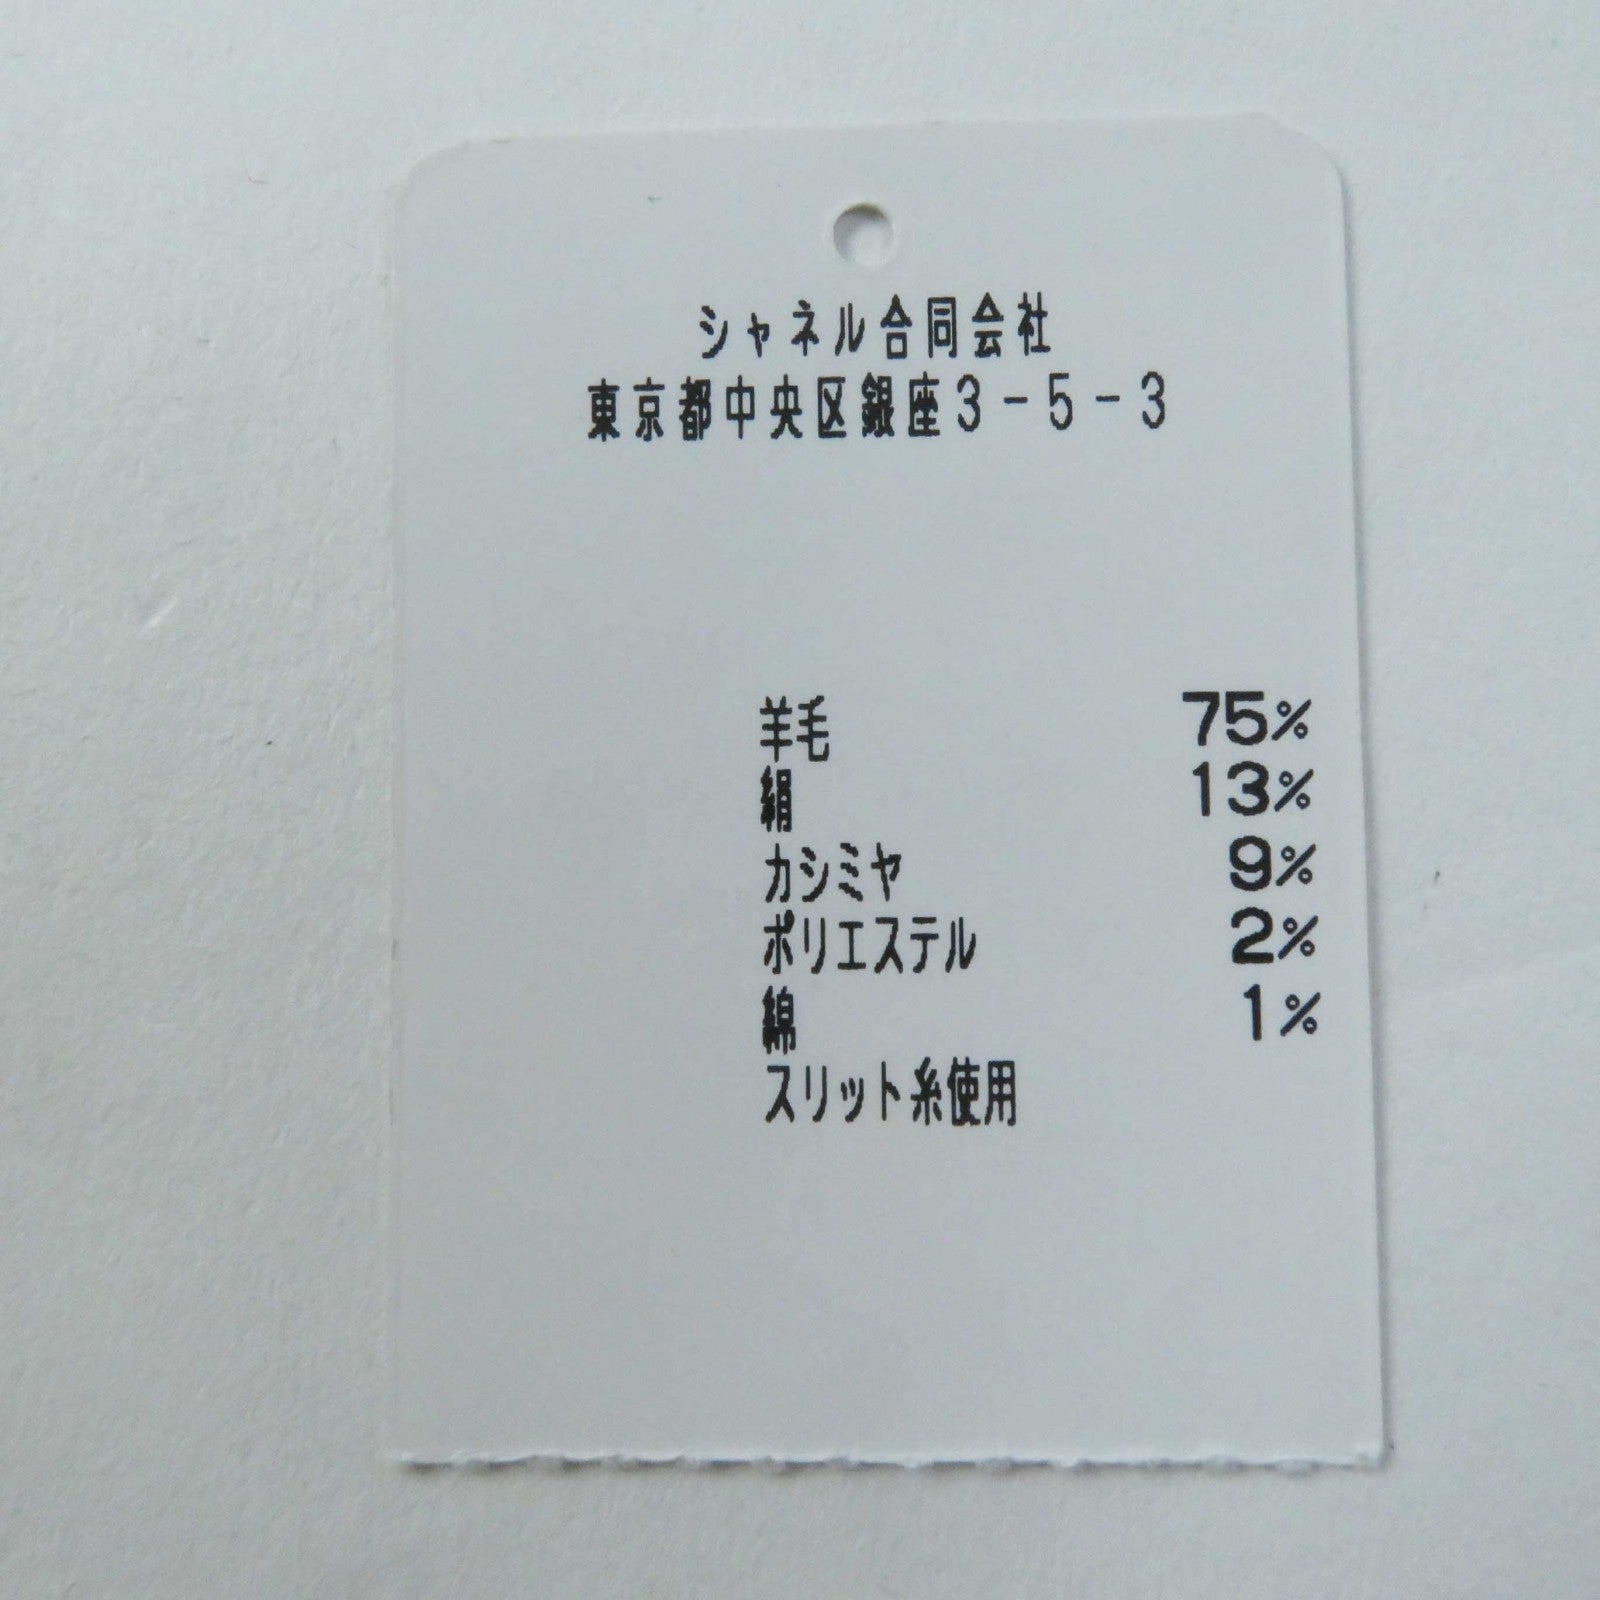 シャネル合同会社
東京都中央区銀座3-5-3
羊毛 75%
絹 13%
カシミヤ 9%
ポリエステル 2%
綿 1%
スリット糸使用